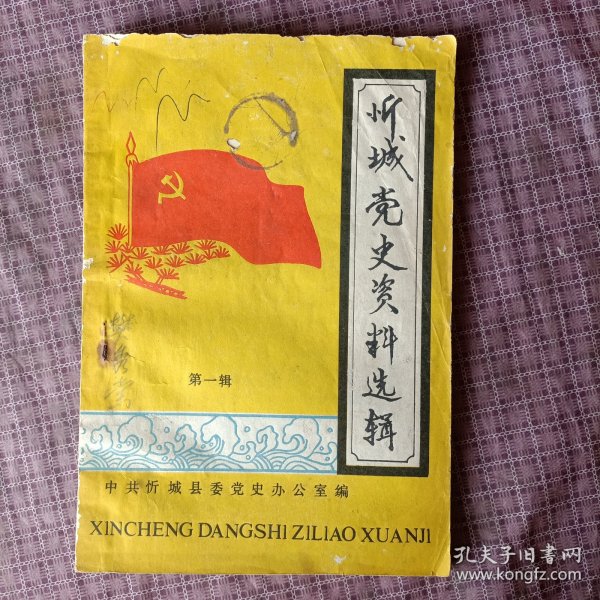 忻城党史资料选辑
第一辑
中共忻城县委党史办公室编
XINCHENG DANGSHI ZILIAO XUANJI
孔夫子旧书网
www.kongfz.com